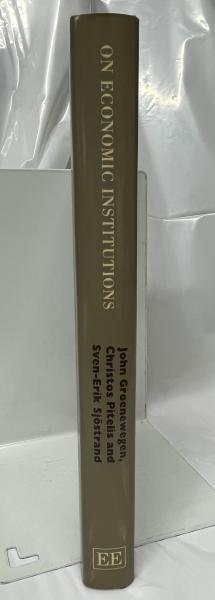 ON ECONOMIC INSTITUTIONS
John Groenewegen,
Christos Pitelis and
Sven-Erik Sjöstrand
EE